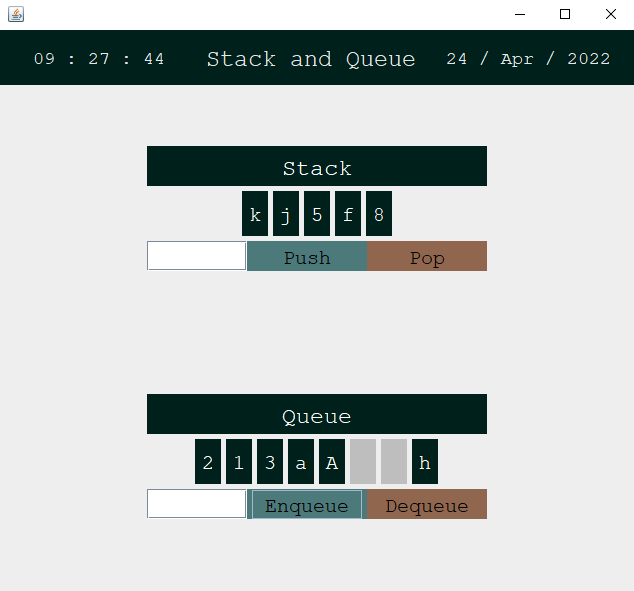 09 : 27 : 44 Stack and Queue 24 / Apr / 2022
Stack
k j 5 f 8
Push Pop
Queue
2 1 3 a A h
Enqueue Dequeue